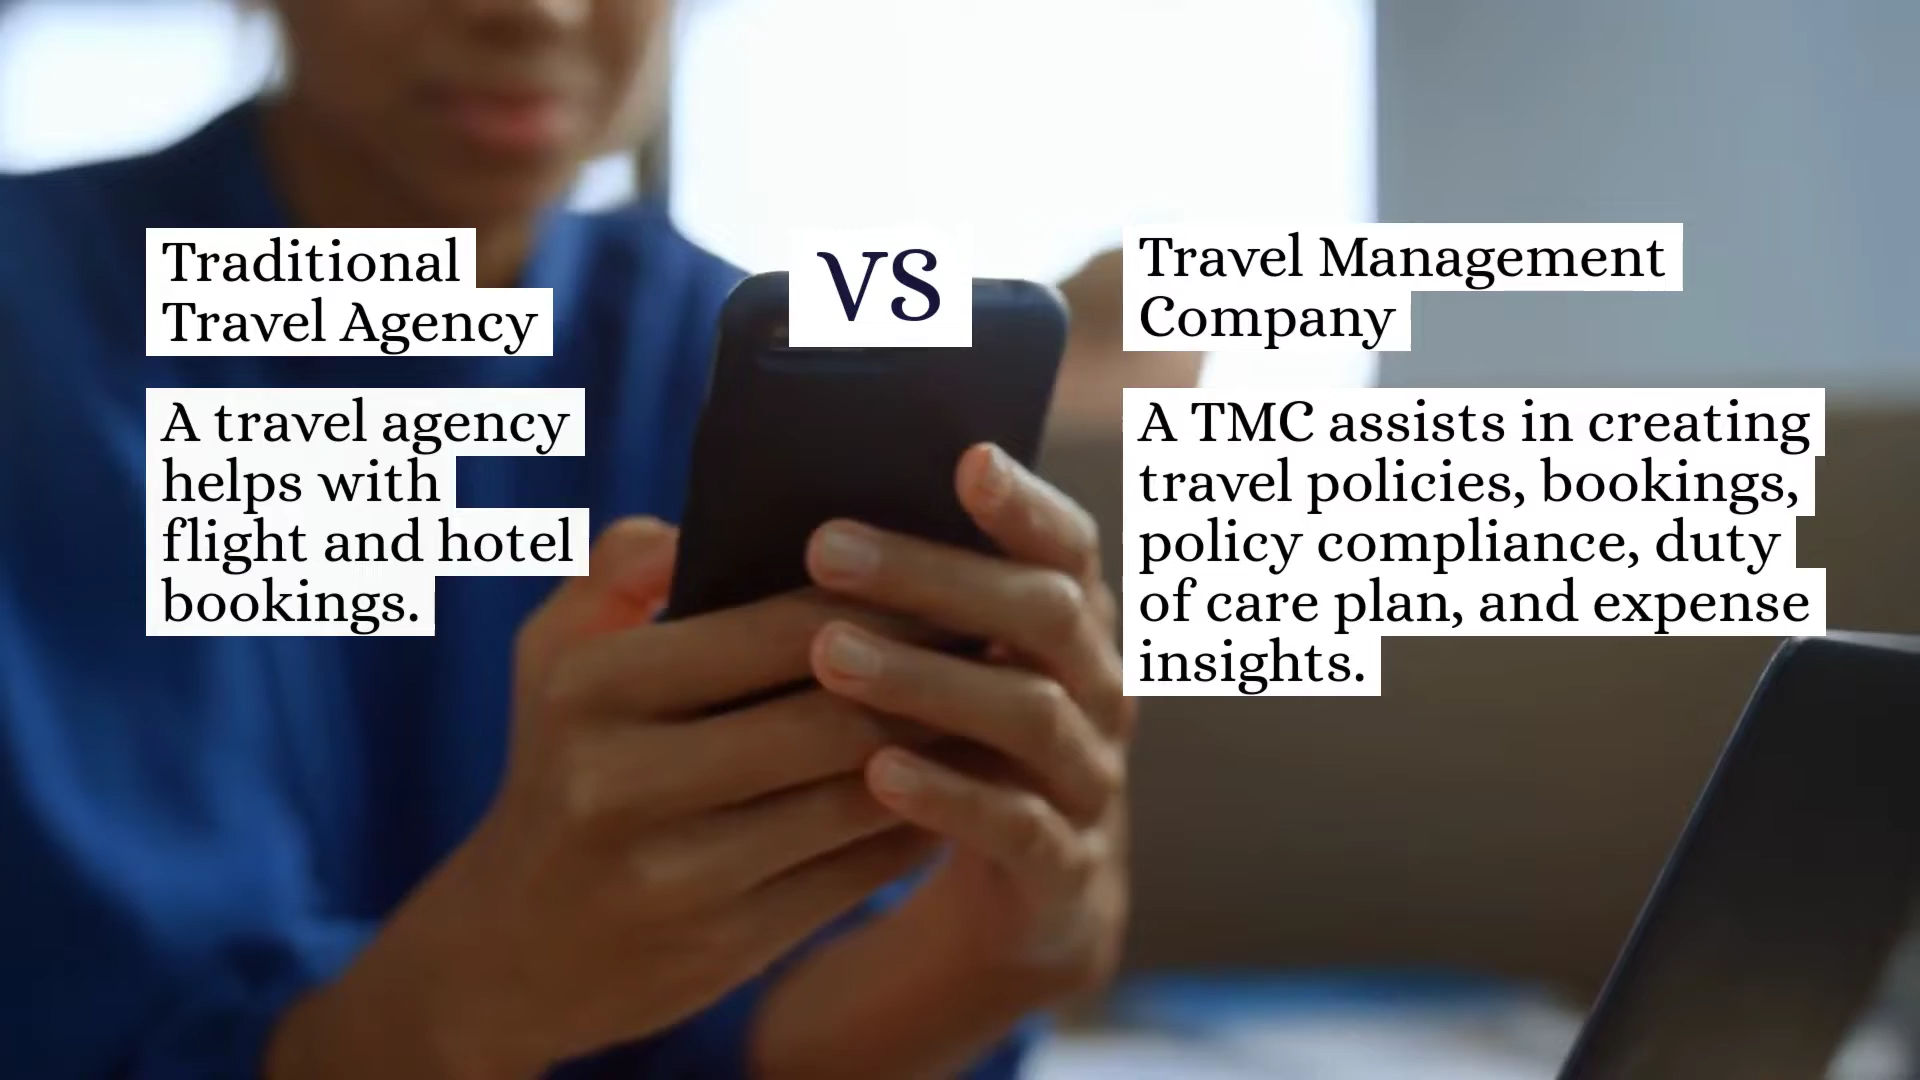 Traditional
Travel Agency
VS
Travel Management
Company
A travel agency
helps with
flight and hotel
bookings.
A TMC assists in creating
travel policies, bookings,
policy compliance, duty
of care plan, and expense
insights.